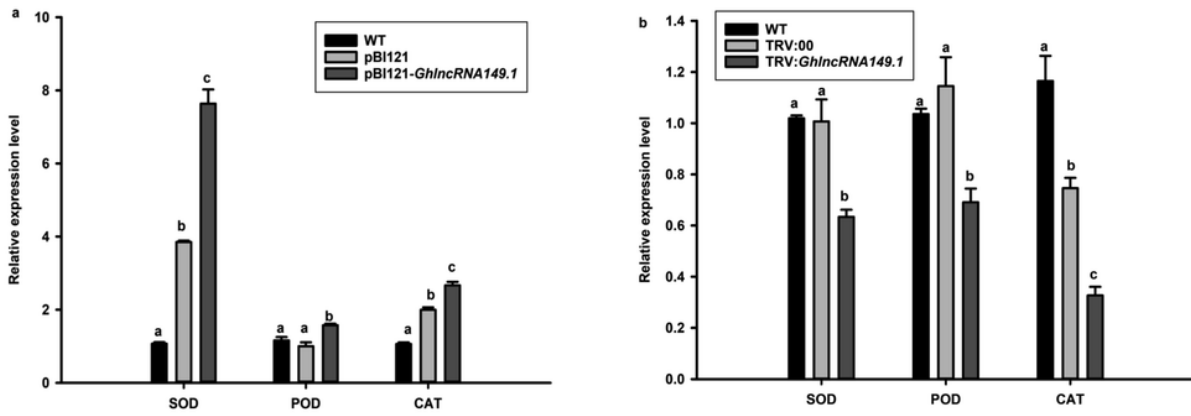 a
Relative expression level
10
8
6
4
2
0
WT
pBI121
pBI121-GhlncRNA149.1
a
b
c
a
a
b
a
b
c
SOD
POD
CAT
b
Relative expression level
1.4
1.2
1.0
0.8
0.6
0.4
0.2
0.0
WT
TRV:00
TRV:GhlncRNA149.1
a
a
b
a
a
b
a
b
c
SOD
POD
CAT